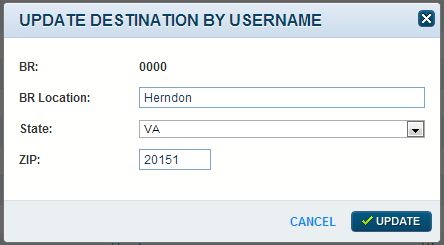 UPDATE DESTINATION BY USERNAME
BR: 0000
BR Location: Herndon
State: VA
ZIP: 20151
CANCEL UPDATE